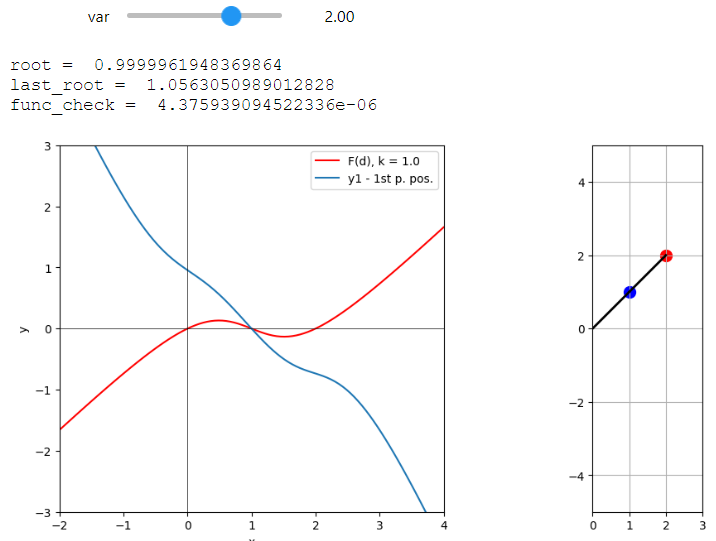 var 2.00
root =  0.9999961948369864
last_root =  1.0563050989012828
func_check =  4.375939094522336e-06
F(d), k = 1.0
y1 - 1st p. pos.
3
2
1
0
−1
−2
−3
y
−2 −1 0 1 2 3 4
4
2
0
−2
−4
0 1 2 3